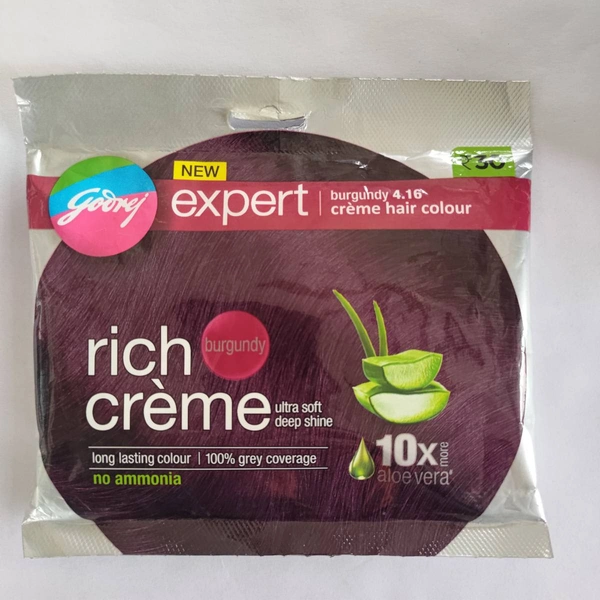 ₹30
Godrej
NEW
expert
burgundy 4.16
crème hair colour
rich
burgundy
crème
ultra soft
deep shine
long lasting colour | 100% grey coverage
no ammonia
10x
more
aloe vera*